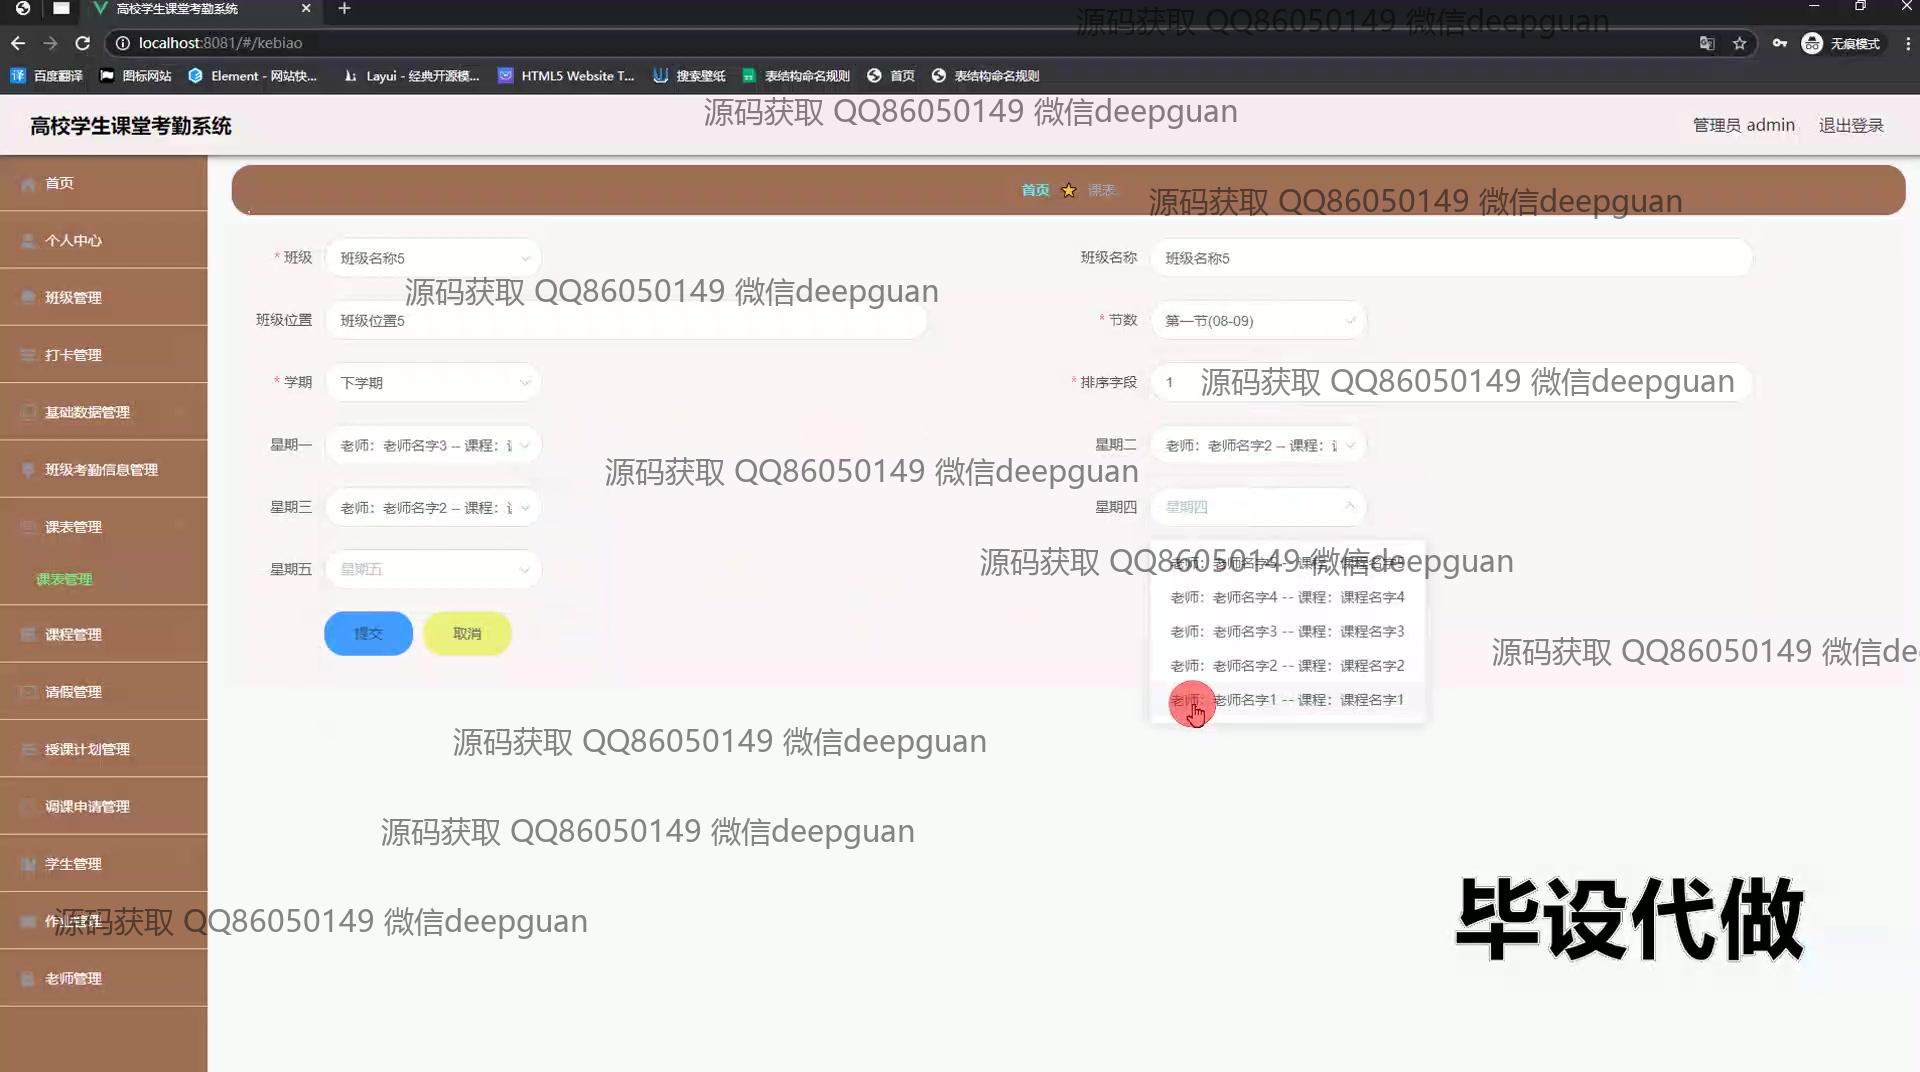 高校学生课堂考勤系统
源码获取 QQ86050149 微信deepguan
localhost:8081/#/kebiao
无痕模式
百度翻译
图标网站
Element - 网站快...
Layui - 经典开源模...
HTML5 Website T...
搜索壁纸
表结构命名规则
首页
表结构命名规则
高校学生课堂考勤系统
源码获取 QQ86050149 微信deepguan
管理员 admin
退出登录
首页
个人中心
班级管理
打卡管理
基础数据管理
班级考勤信息管理
课表管理
课表管理
课程管理
请假管理
授课计划管理
调课申请管理
学生管理
作业管理
老师管理
首页
课表
源码获取 QQ86050149 微信deepguan
* 班级 班级名称5
班级名称 班级名称5
源码获取 QQ86050149 微信deepguan
班级位置 班级位置5
* 节数 第一节(08-09)
* 学期 下学期
* 排序字段 1
源码获取 QQ86050149 微信deepguan
星期一 老师：老师名字3 -- 课程：
星期二 老师：老师名字2 -- 课程：
源码获取 QQ86050149 微信deepguan
星期三 老师：老师名字2 -- 课程：
星期四 星期四
源码获取 QQ86050149 微信deepguan
星期五 星期五
老师：老师名字5 -- 课程：课程名字5
老师：老师名字4 -- 课程：课程名字4
老师：老师名字3 -- 课程：课程名字3
老师：老师名字2 -- 课程：课程名字2
老师：老师名字1 -- 课程：课程名字1
提交
取消
源码获取 QQ86050149 微信de
源码获取 QQ86050149 微信deepguan
源码获取 QQ86050149 微信deepguan
源码获取 QQ86050149 微信deepguan
毕设代做